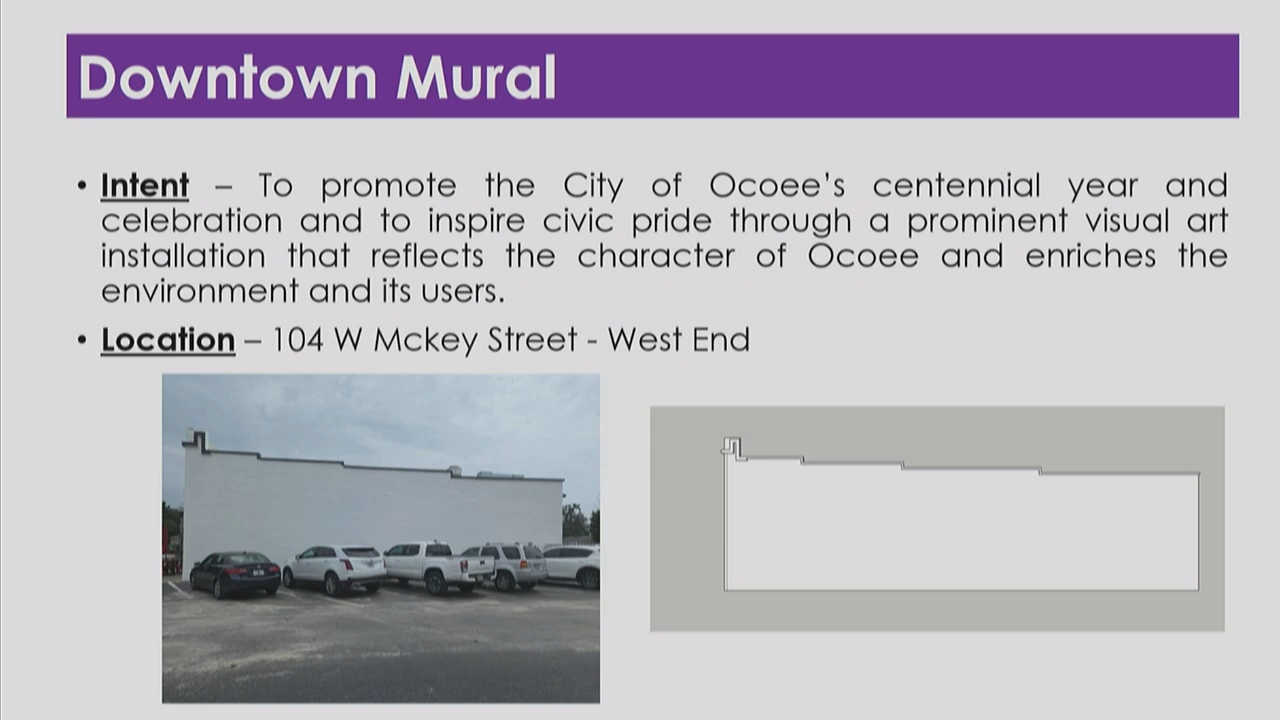 Downtown Mural
• Intent – To promote the City of Ocoee's centennial year and
celebration and to inspire civic pride through a prominent visual art
installation that reflects the character of Ocoee and enriches the
environment and its users.
• Location – 104 W Mckey Street - West End